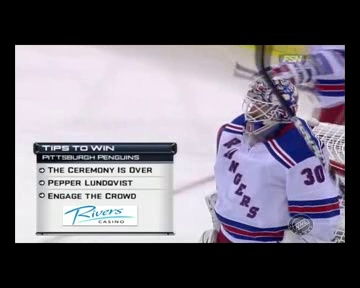 FSN
TIPS TO WIN
PITTSBURGH PENGUINS
THE CEREMONY IS OVER
PEPPER LUNDQVIST
ENGAGE THE CROWD
Rivers
CASINO
RANGERS
30